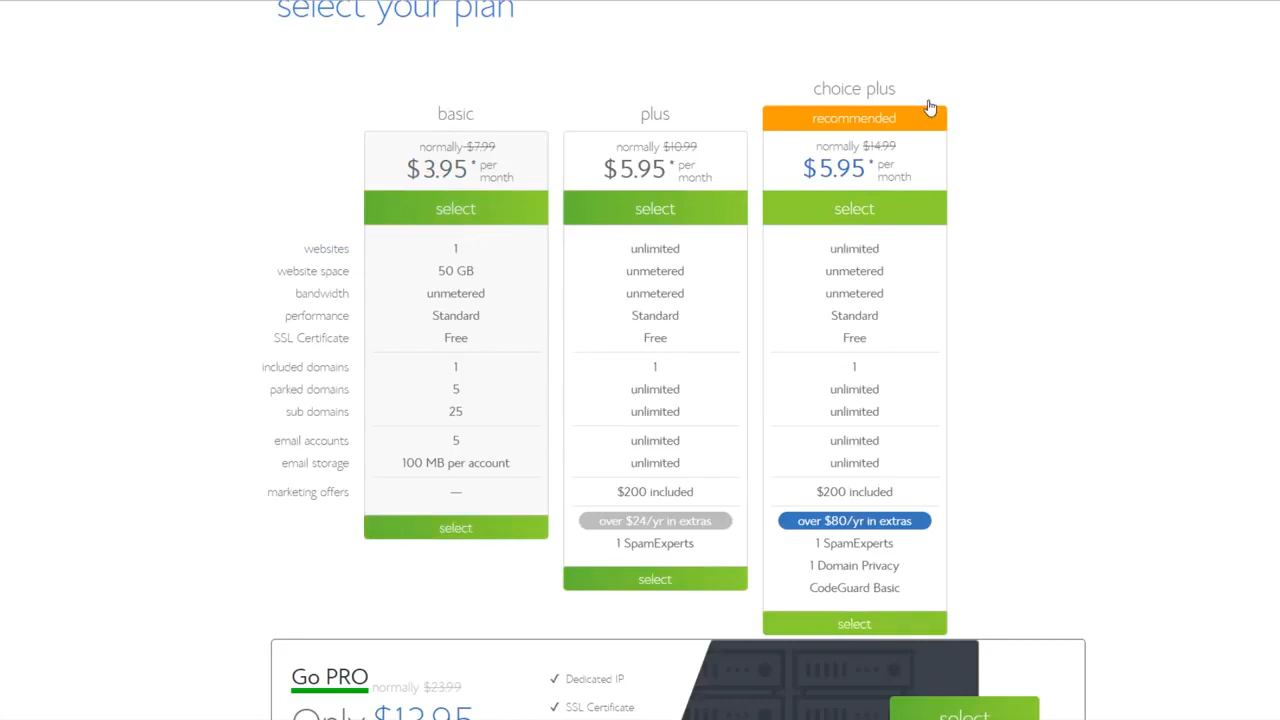 select your plan
choice plus
basic
plus
recommended
normally $7.99
normally $10.99
normally $14.99
$3.95* per month
$5.95* per month
$5.95* per month
select
select
select
websites 1 unlimited unlimited
website space 50 GB unmetered unmetered
bandwidth unmetered unmetered unmetered
performance Standard Standard Standard
SSL Certificate Free Free Free
included domains 1 1 1
parked domains 5 unlimited unlimited
sub domains 25 unlimited unlimited
email accounts 5 unlimited unlimited
email storage 100 MB per account unlimited unlimited
marketing offers — $200 included $200 included
over $24/yr in extras over $80/yr in extras
select
1 SpamExperts 1 SpamExperts
1 Domain Privacy
select
CodeGuard Basic
select
Go PRO normally $23.99
✓ Dedicated IP
✓ SSL Certificate
Only $12.95
select